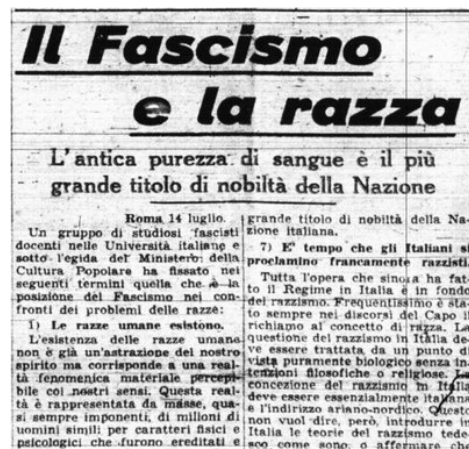 Il Fascismo
e la razza
L'antica purezza di sangue è il più
grande titolo di nobiltà della Nazione
Roma 14 luglio.
Un gruppo di studiosi fascisti
docenti nelle Università italiane e
sotto l'egida del Ministero della
Cultura Popolare ha fissato nei
seguenti termini quella che è la
posizione del Fascismo nei con-
fronti dei problemi delle razze:
1) Le razze umane esistono.
L'esistenza delle razze umane
non è già un'astrazione del nostro
spirito ma corrisponde a una real-
tà fenomenica materiale percepi-
bile coi nostri sensi. Questa real-
tà è rappresentata da masse, qua-
si sempre imponenti, di milioni di
uomini simili per caratteri fisici e
psicologici che furono ereditati e
grande titolo di nobiltà della Na-
zione italiana.
7) E' tempo che gli Italiani si
proclamino francamente razzisti.
Tutta l'opera che sinora ha fat-
to il Regime in Italia è in fondo
del razzismo. Frequentissimo è sta-
to sempre nei discorsi del Capo il
richiamo al concetto di razza. La
questione del razzismo in Italia de-
ve essere trattata da un punto di
vista puramente biologico senza in-
tenzioni filosofiche o religiose. La
concezione del razzismo in Italia
deve essere essenzialmente italiana
e l'indirizzo ariano-nordico. Questo
non vuol dire, però, introdurre in
Italia le teorie del razzismo tede-
sco come sono, o affermare che